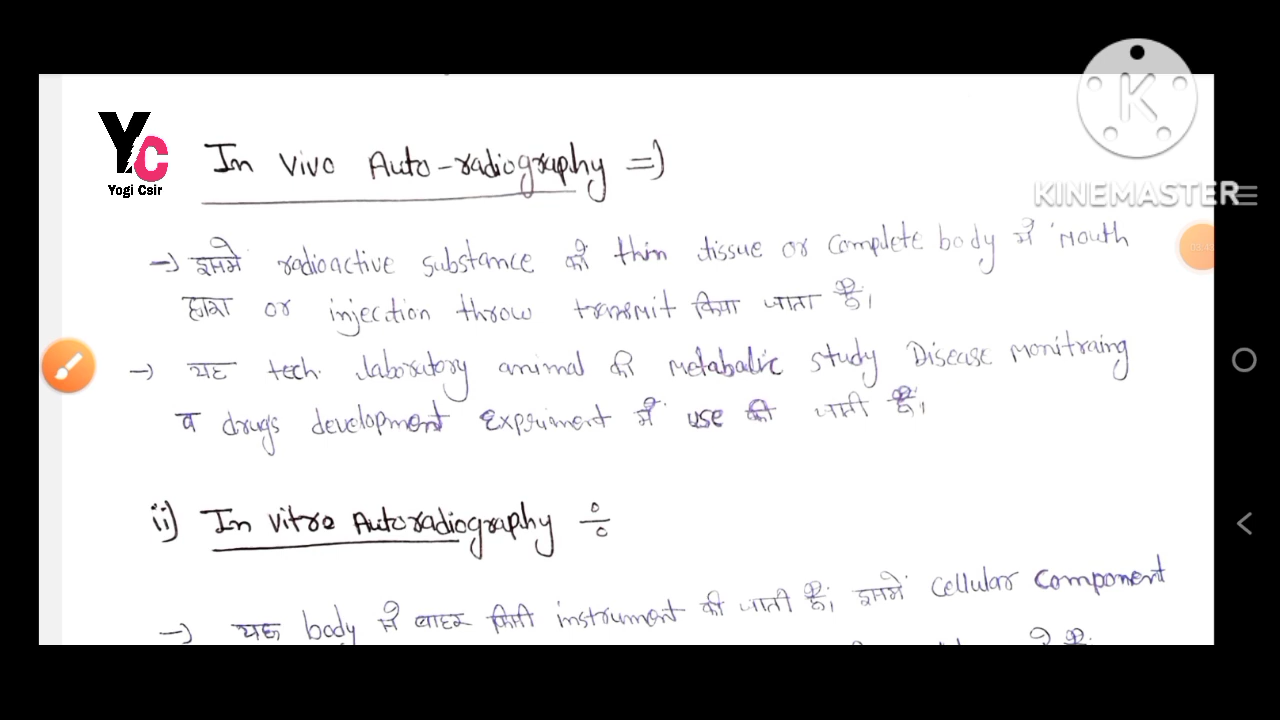 YC
Yogi Csir
In vivo Auto-radiography =)
KINEMASTER
→ इसमे radioactive substance को thin tissue or complete body में Mouth
द्वारा or injection throw transmit किया जाता है।
→ यह tech. laboratory animal की metabalic study Disease monitraing
व drugs development expriment में use की जाती है।
ii) In vitro Autoradiography ÷
→ यह body से बाहर किसी instrument की जाती है, इसमे cellular component